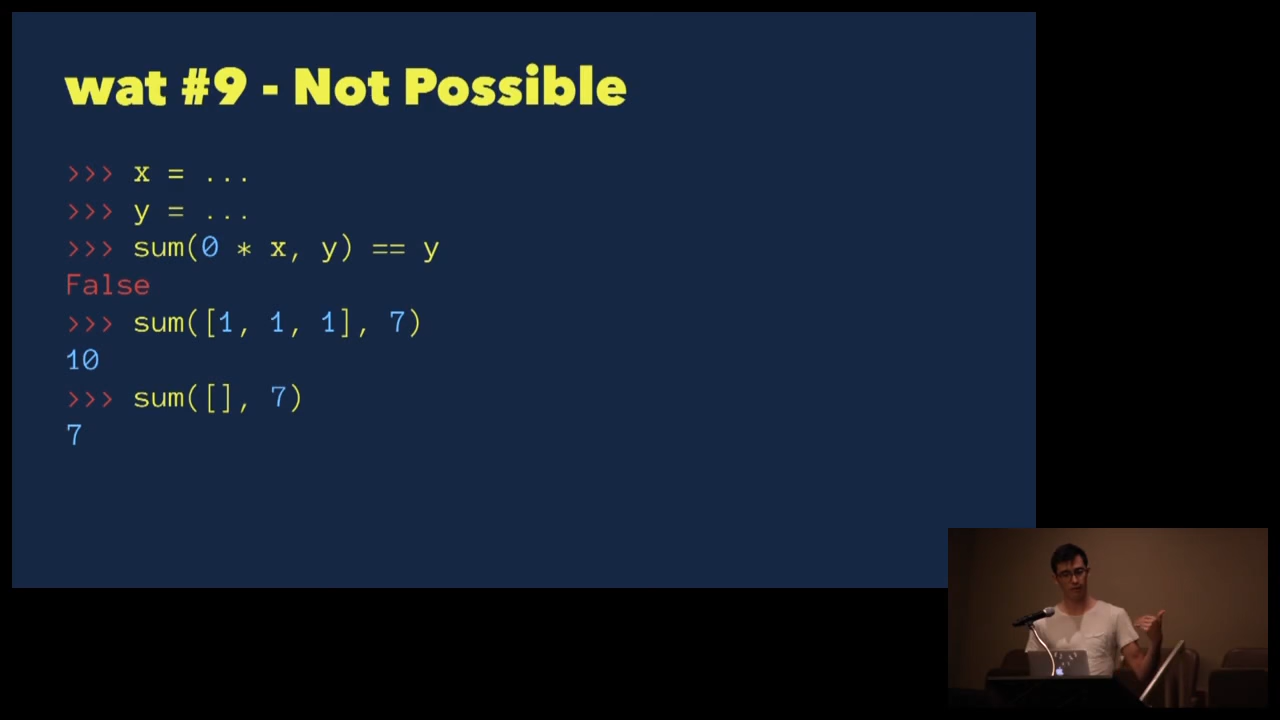 wat #9 - Not Possible
>>> x = ...
>>> y = ...
>>> sum(0 * x, y) == y
False
>>> sum([1, 1, 1], 7)
10
>>> sum([], 7)
7